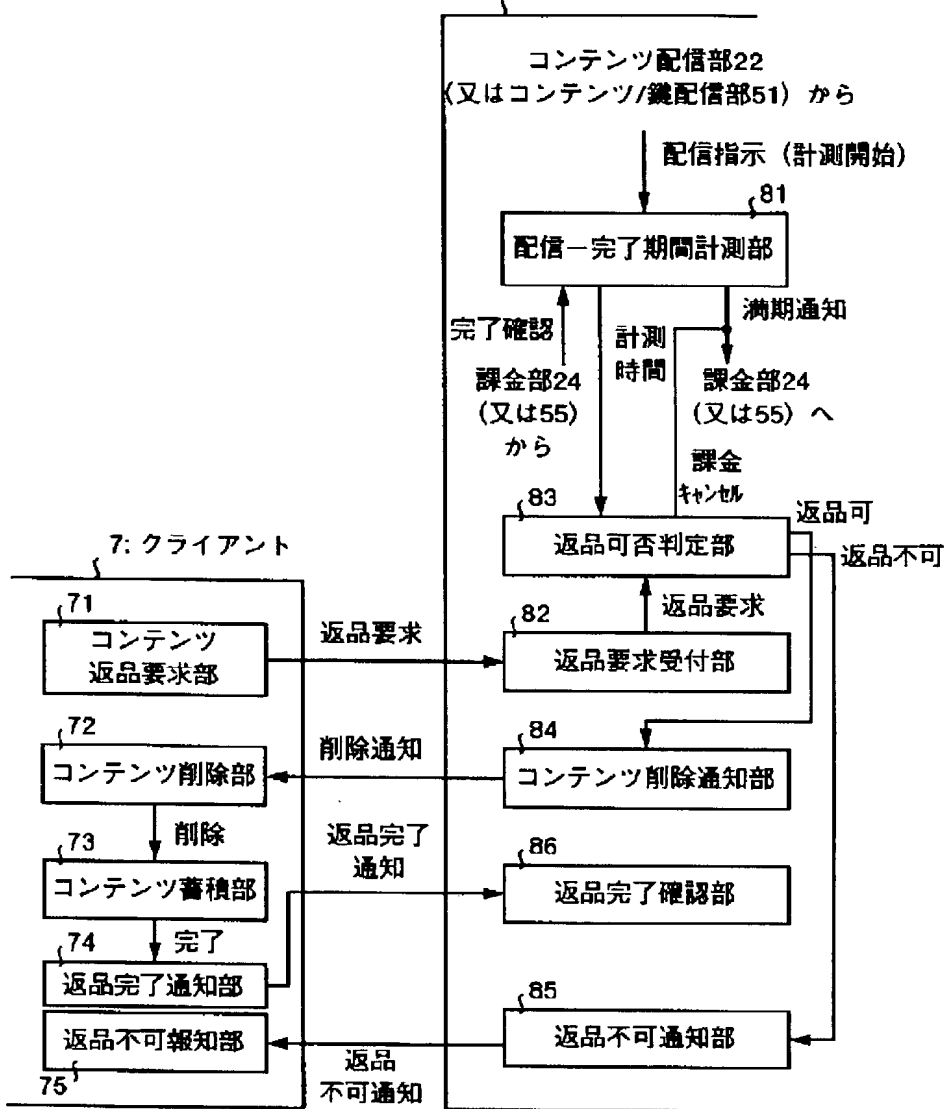 コンテンツ配信部22
（又はコンテンツ/鍵配信部51）から
配信指示（計測開始）
81
配信－完了期間計測部
完了確認
計測
時間
満期通知
課金部24
（又は55）
から
課金部24
（又は55）へ
課金
キャンセル
83
返品可否判定部
返品可
返品不可
7: クライアント
71
コンテンツ
返品要求部
返品要求
82
返品要求
返品要求受付部
72
コンテンツ削除部
削除通知
84
コンテンツ削除通知部
削除
73
コンテンツ蓄積部
返品完了
通知
86
返品完了確認部
完了
74
返品完了通知部
85
返品不可通知部
返品不可報知部
75
返品
不可通知